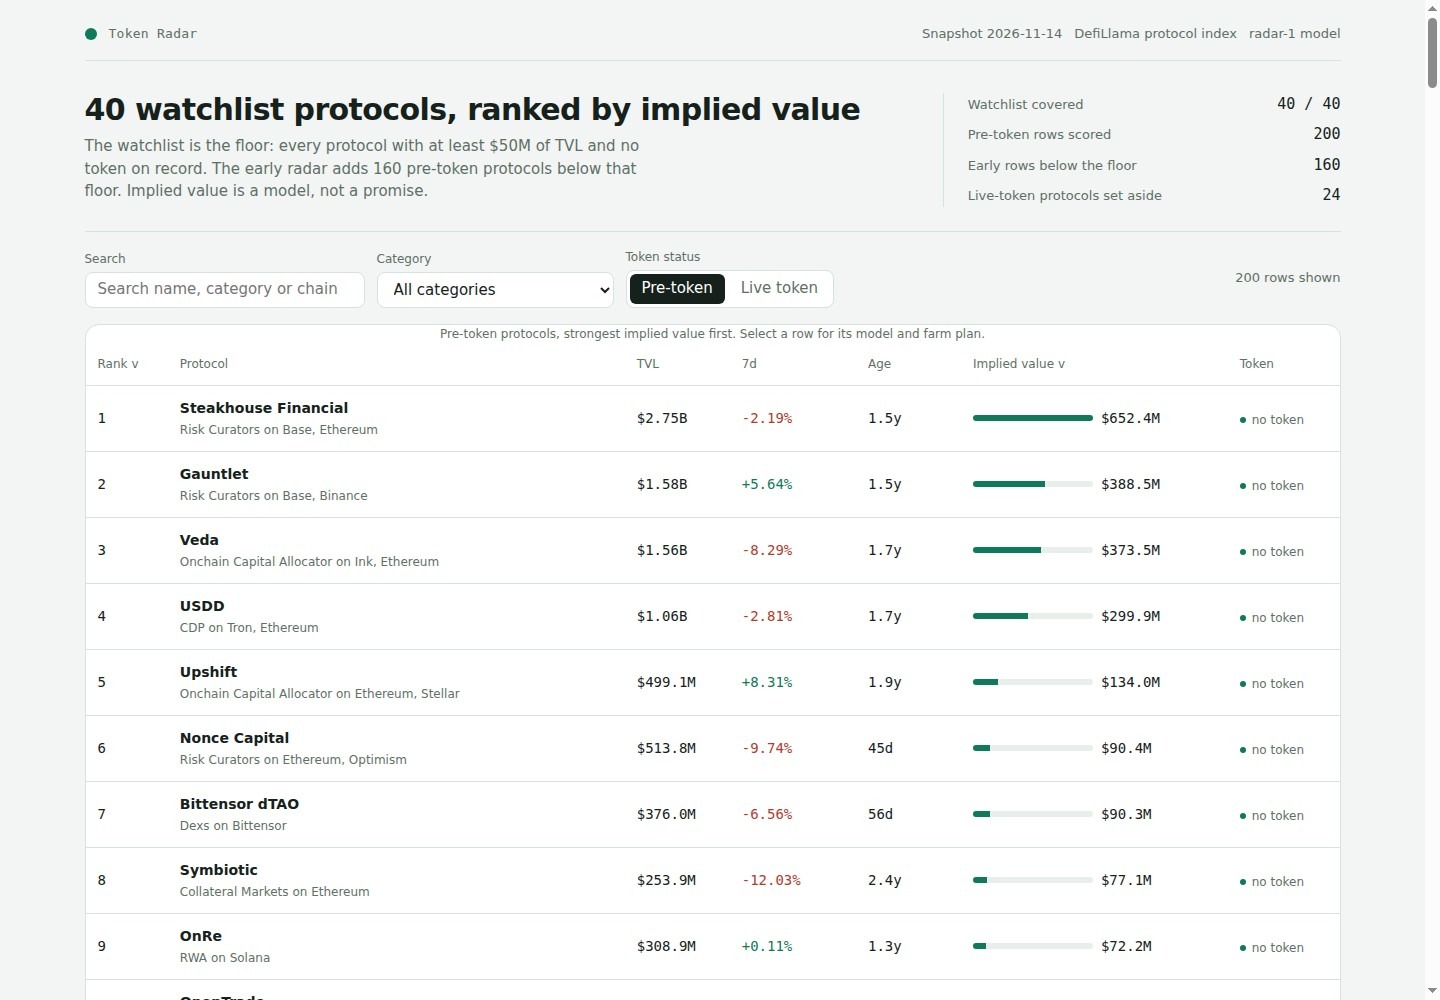 Token Radar
Snapshot 2026-11-14 DefiLlama protocol index radar-1 model
40 watchlist protocols, ranked by implied value
The watchlist is the floor: every protocol with at least $50M of TVL and no
token on record. The early radar adds 160 pre-token protocols below that
floor. Implied value is a model, not a promise.
Watchlist covered 40 / 40
Pre-token rows scored 200
Early rows below the floor 160
Live-token protocols set aside 24
Search Category Token status
Search name, category or chain All categories Pre-token Live token
200 rows shown
Pre-token protocols, strongest implied value first. Select a row for its model and farm plan.
Rank v Protocol TVL 7d Age Implied value v Token
1 Steakhouse Financial $2.75B -2.19% 1.5y $652.4M no token
Risk Curators on Base, Ethereum
2 Gauntlet $1.58B +5.64% 1.5y $388.5M no token
Risk Curators on Base, Binance
3 Veda $1.56B -8.29% 1.7y $373.5M no token
Onchain Capital Allocator on Ink, Ethereum
4 USDD $1.06B -2.81% 1.7y $299.9M no token
CDP on Tron, Ethereum
5 Upshift $499.1M +8.31% 1.9y $134.0M no token
Onchain Capital Allocator on Ethereum, Stellar
6 Nonce Capital $513.8M -9.74% 45d $90.4M no token
Risk Curators on Ethereum, Optimism
7 Bittensor dTAO $376.0M -6.56% 56d $90.3M no token
Dexs on Bittensor
8 Symbiotic $253.9M -12.03% 2.4y $77.1M no token
Collateral Markets on Ethereum
9 OnRe $308.9M +0.11% 1.3y $72.2M no token
RWA on Solana
OpenTrade